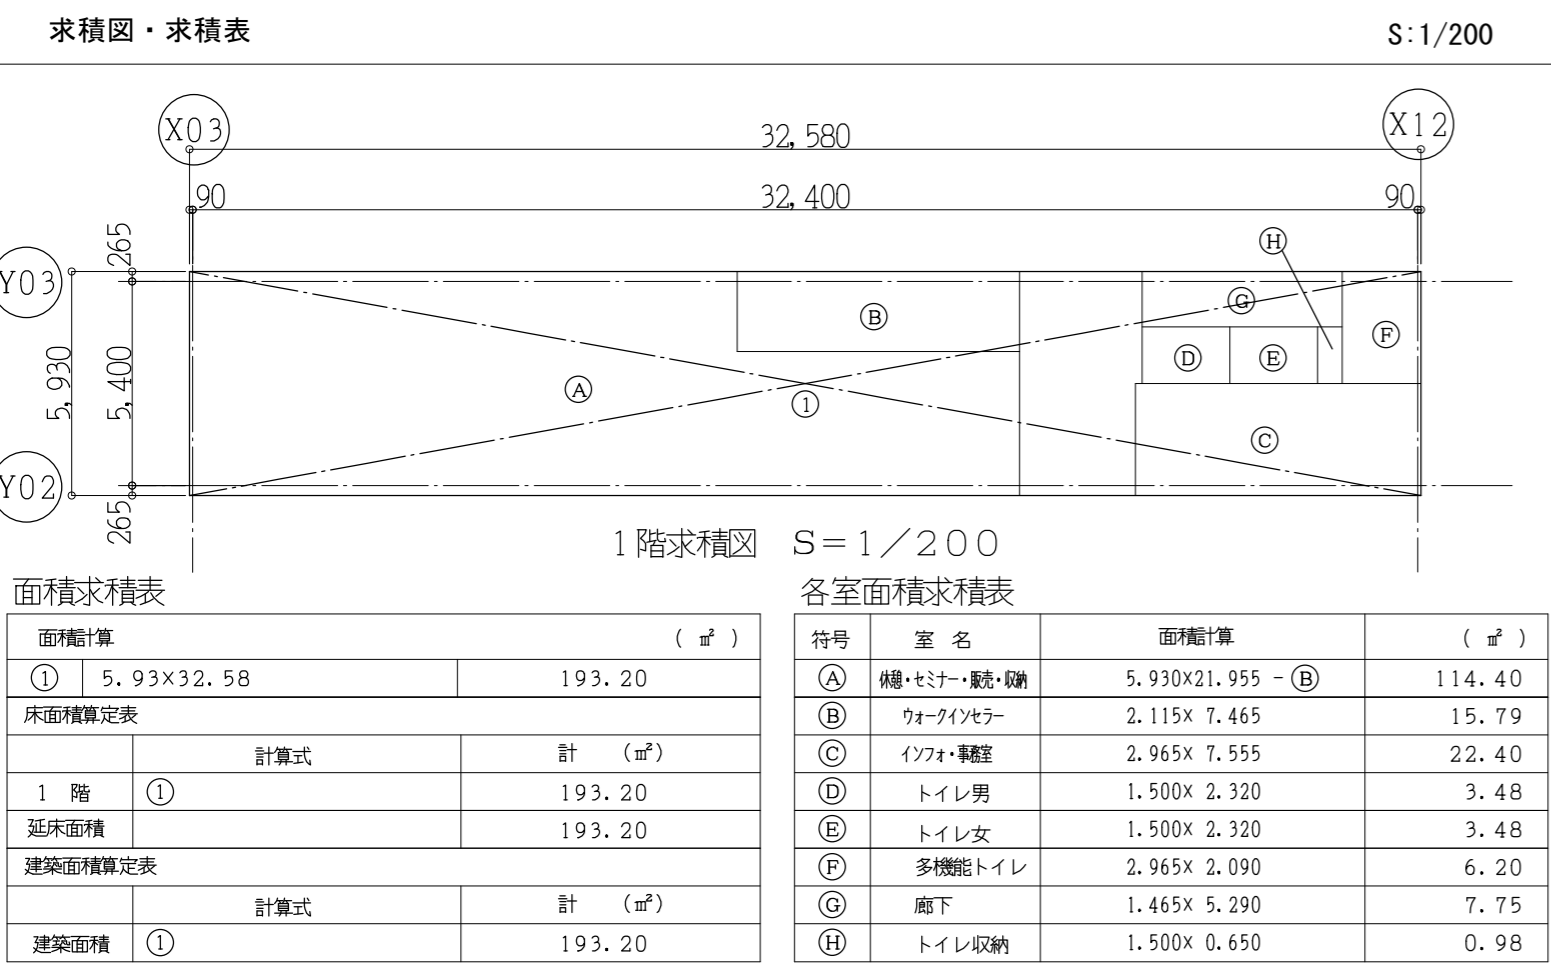 求積図・求積表
S:1/200
X03
X12
32,580
90
32,400
90
265
Y03
5,930
5,400
Y02
265
Ⓗ
Ⓖ
Ⓑ
Ⓕ
Ⓓ
Ⓔ
Ⓐ
①
Ⓒ
1階求積図 S=1/200
面積求積表
面積計算 (㎡)
① 5.93×32.58 193.20
床面積算定表
計算式 計 (㎡)
1 階 ① 193.20
延床面積 193.20
建築面積算定表
計算式 計 (㎡)
建築面積 ① 193.20
各室面積求積表
符号 室 名 面積計算 (㎡)
Ⓐ 休憩・セミナー・販売・収納 5.930×21.955 - Ⓑ 114.40
Ⓑ ウォークインセラー 2.115× 7.465 15.79
Ⓒ インフォ・事務室 2.965× 7.555 22.40
Ⓓ トイレ男 1.500× 2.320 3.48
Ⓔ トイレ女 1.500× 2.320 3.48
Ⓕ 多機能トイレ 2.965× 2.090 6.20
Ⓖ 廊下 1.465× 5.290 7.75
Ⓗ トイレ収納 1.500× 0.650 0.98